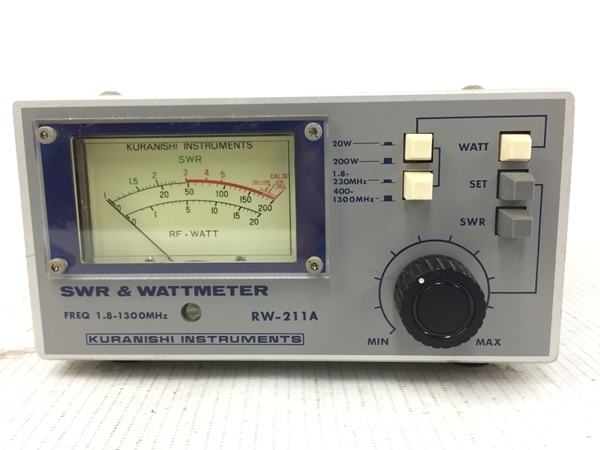 KURANISHI INSTRUMENTS
SWR
1.5 2 3 4 5
CAL SET
0 20 50 100 150 200
0 1 5 10 15 20
RF - WATT
20W
200W
1.8-
230MHz
400-
1300MHz
WATT
SET
SWR
SWR & WATTMETER
FREQ 1.8-1300MHz
RW-211A
KURANISHI INSTRUMENTS
MIN
MAX